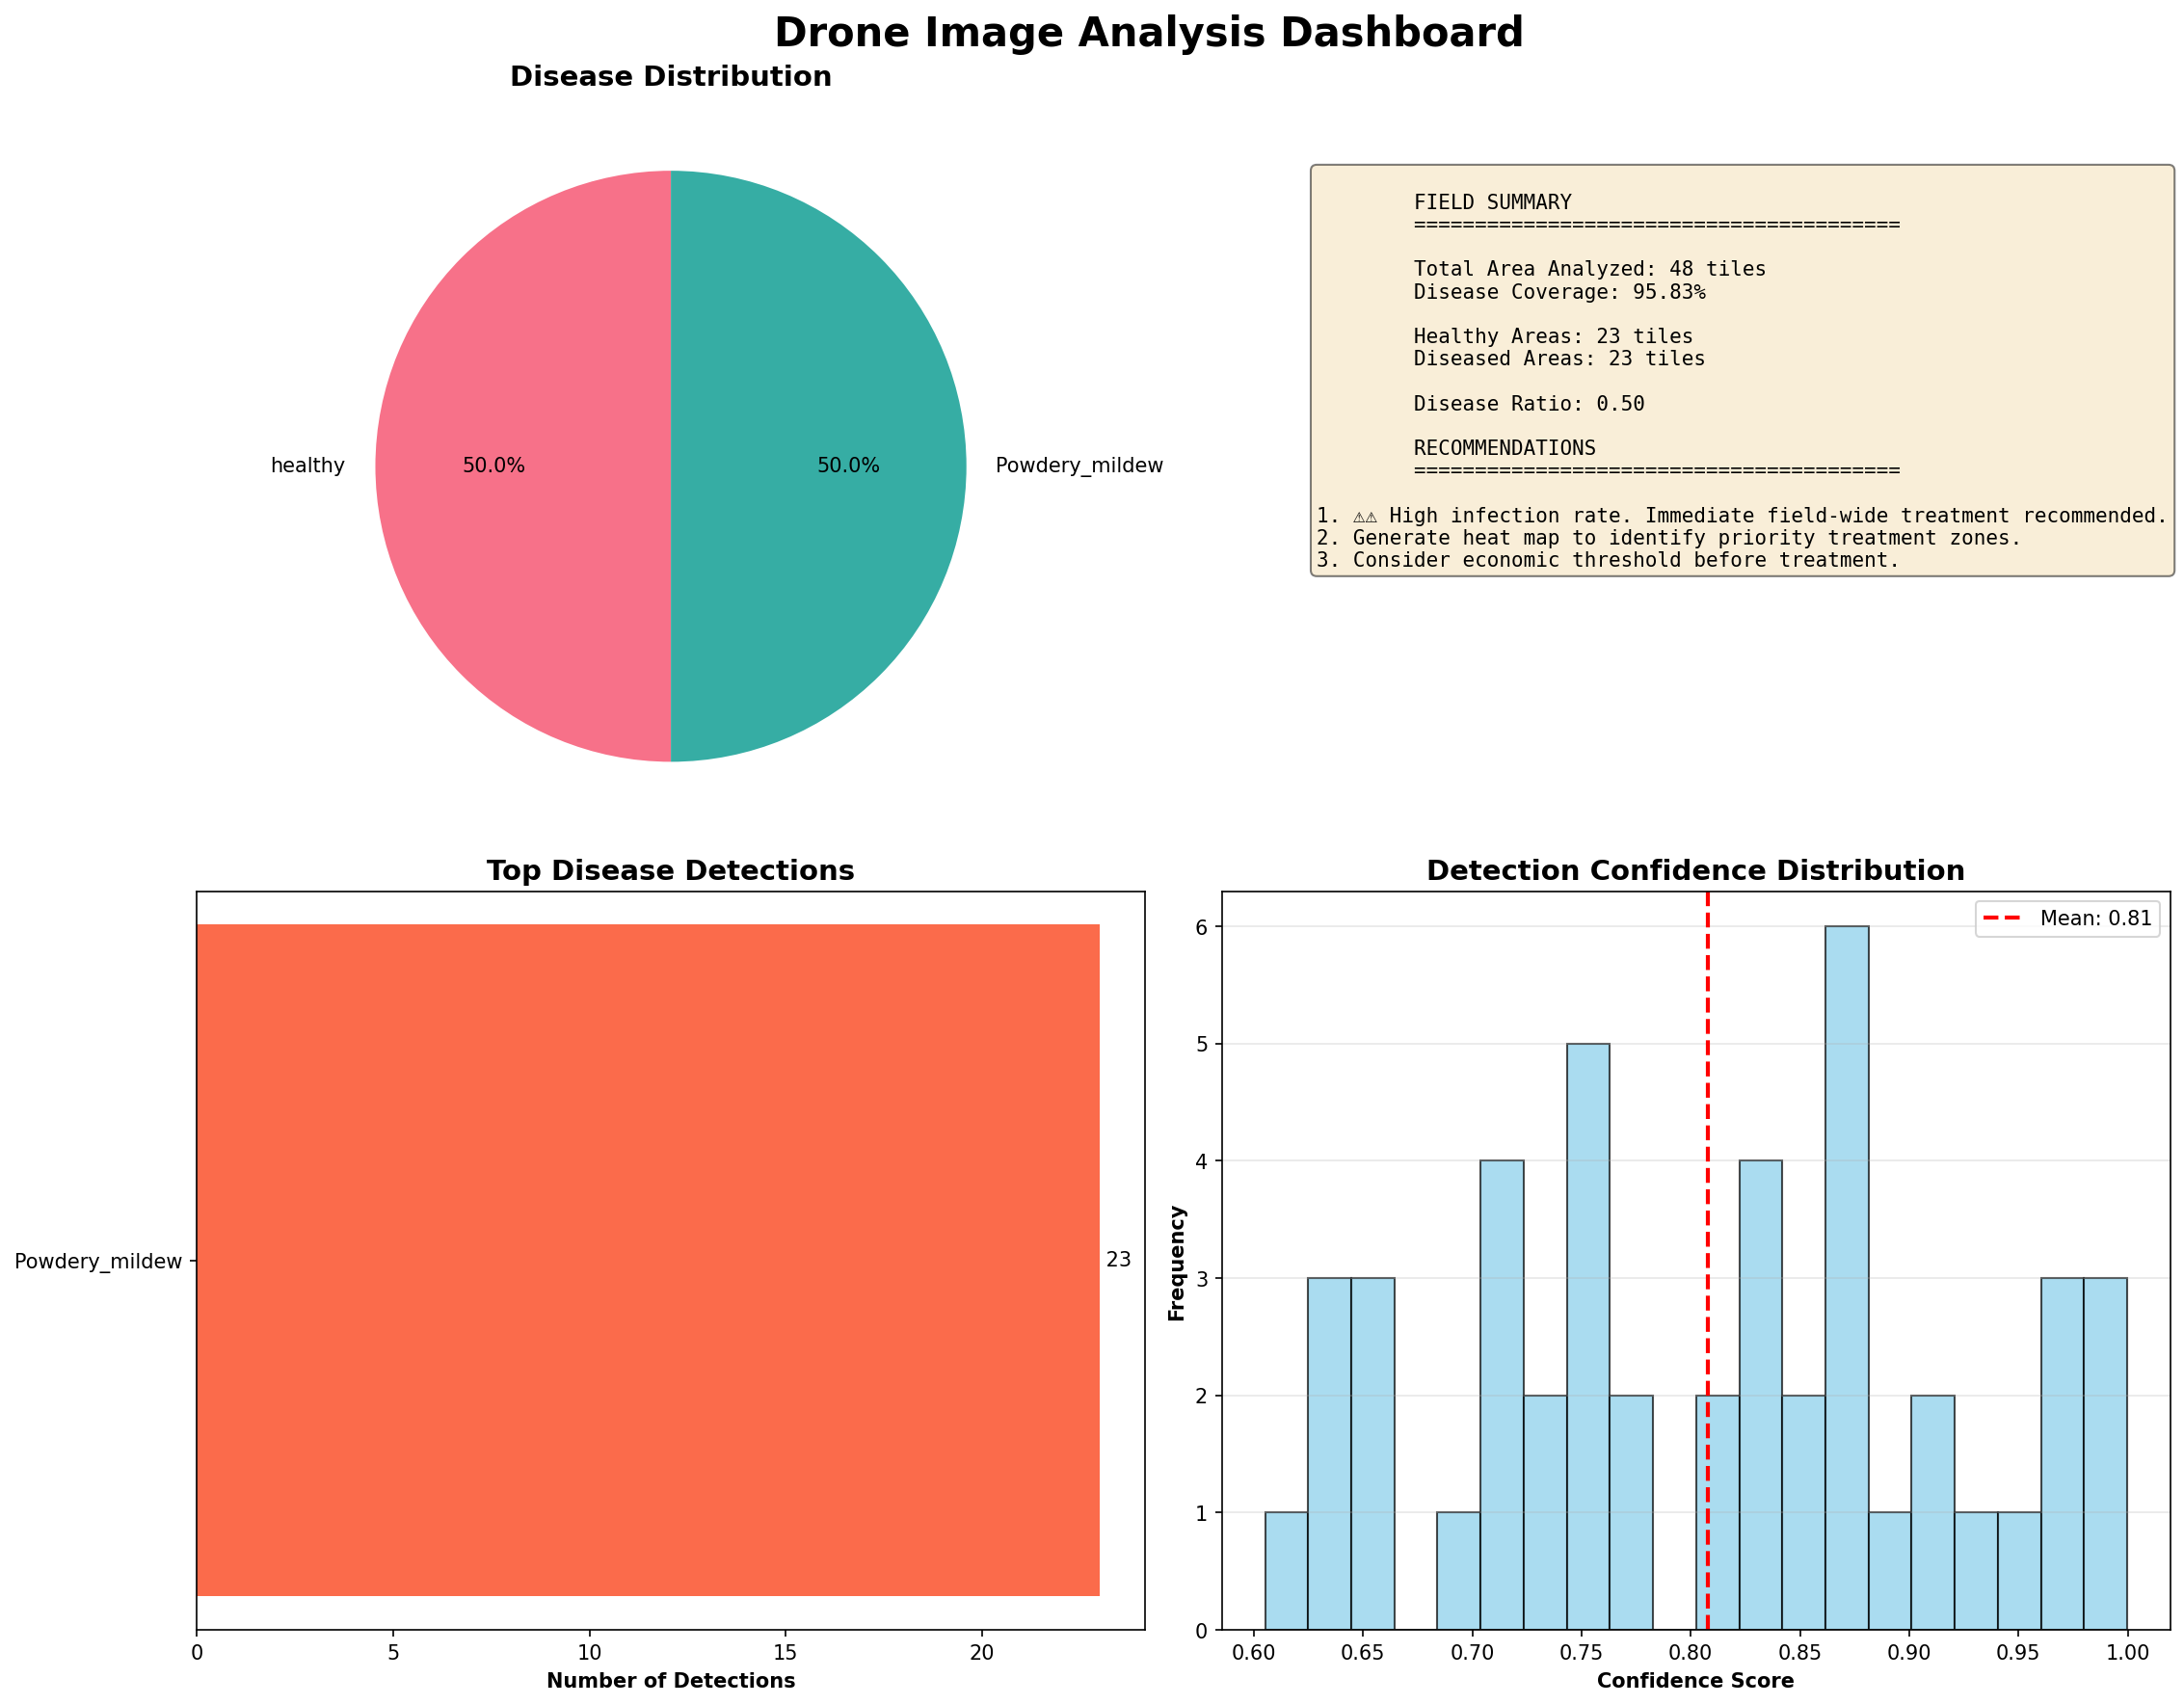 Drone Image Analysis Dashboard
Disease Distribution
healthy
50.0%
50.0%
Powdery_mildew
FIELD SUMMARY
========================================
Total Area Analyzed: 48 tiles
Disease Coverage: 95.83%
Healthy Areas: 23 tiles
Diseased Areas: 23 tiles
Disease Ratio: 0.50
RECOMMENDATIONS
========================================
1. ⚠⚠ High infection rate. Immediate field-wide treatment recommended.
2. Generate heat map to identify priority treatment zones.
3. Consider economic threshold before treatment.
Top Disease Detections
Powdery_mildew
23
0 5 10 15 20
Number of Detections
Detection Confidence Distribution
Mean: 0.81
6
5
4
3
2
1
0
Frequency
0.60 0.65 0.70 0.75 0.80 0.85 0.90 0.95 1.00
Confidence Score